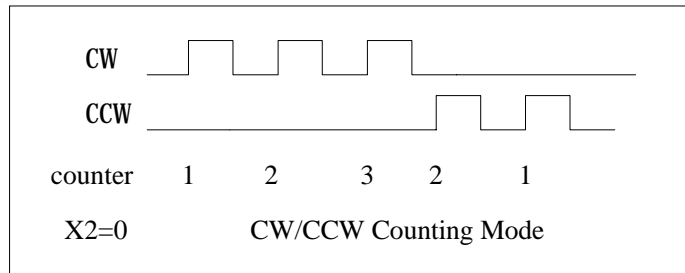 CW
CCW
counter 1 2 3 2 1
X2=0 CW/CCW Counting Mode